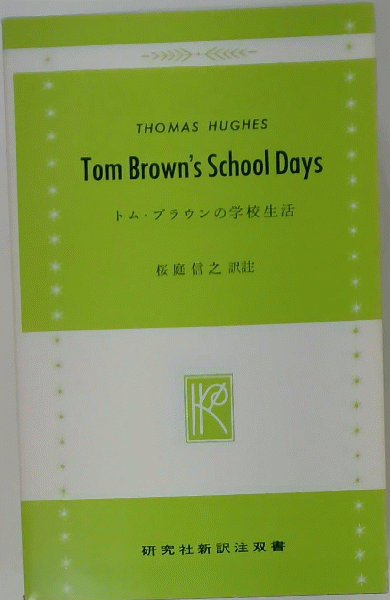 THOMAS HUGHES
Tom Brown's School Days
トム・ブラウンの学校生活
桜庭信之 訳註
研究社新訳注双書